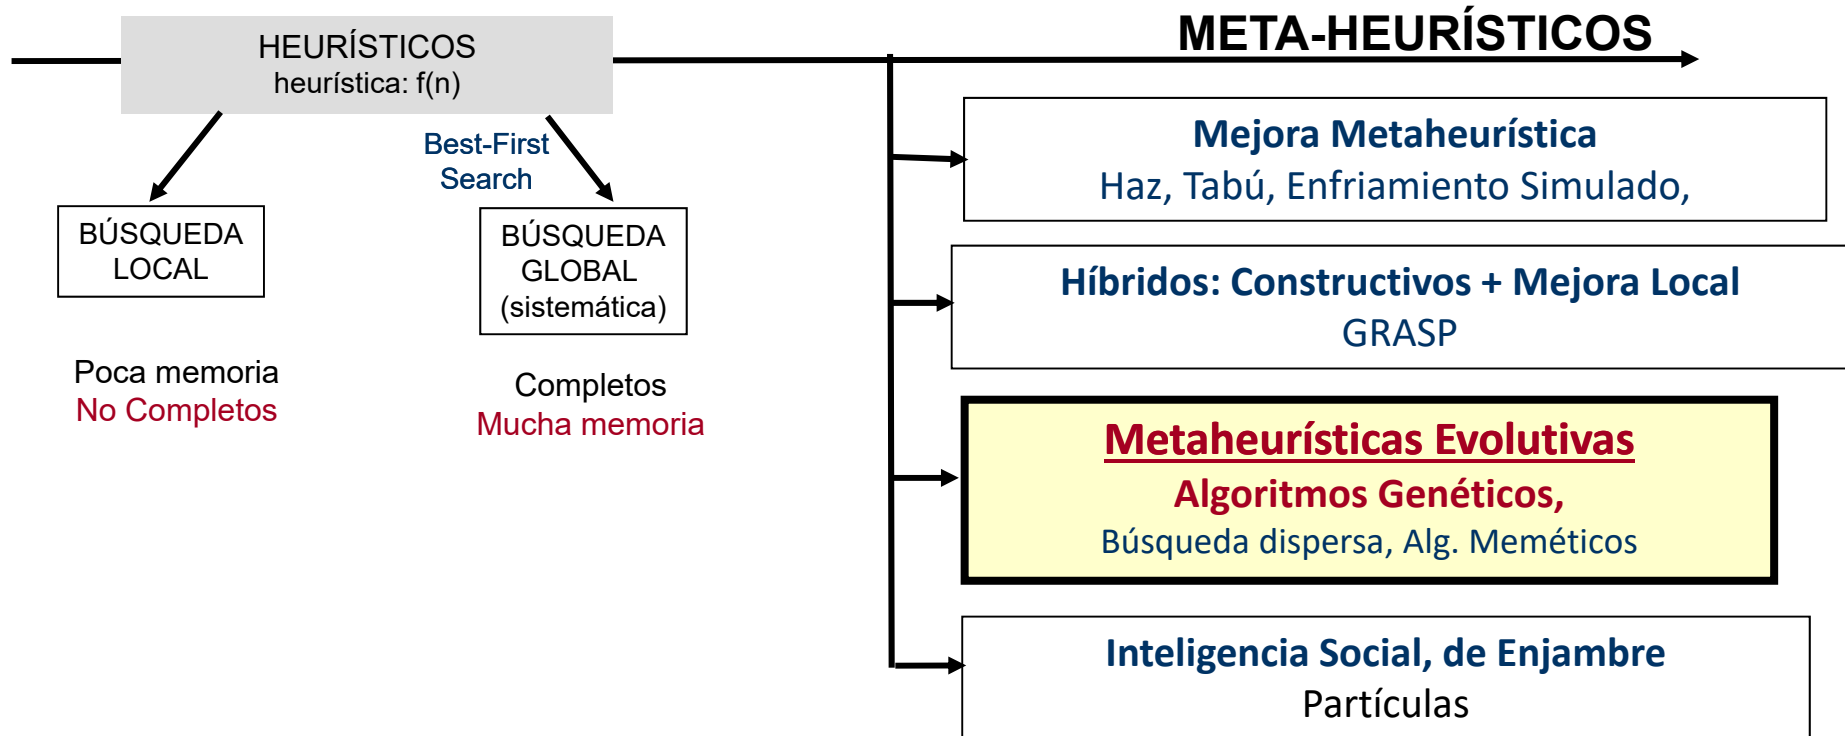 HEURÍSTICOS
heurística: f(n)
META-HEURÍSTICOS
Best-First
Search
BÚSQUEDA
LOCAL
BÚSQUEDA
GLOBAL
(sistemática)
Poca memoria
No Completos
Completos
Mucha memoria
Mejora Metaheurística
Haz, Tabú, Enfriamiento Simulado,
Híbridos: Constructivos + Mejora Local
GRASP
Metaheurísticas Evolutivas
Algoritmos Genéticos,
Búsqueda dispersa, Alg. Meméticos
Inteligencia Social, de Enjambre
Partículas